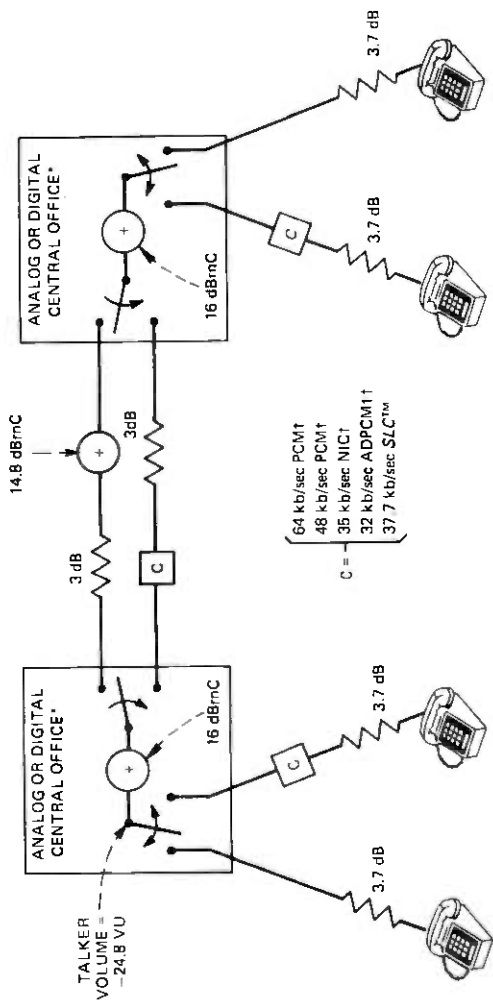 ANALOG OR DIGITAL
CENTRAL OFFICE*
TALKER
VOLUME =
-24.8 VU
16 dBrnC
3.7 dB
3.7 dB
C
14.8 dBrnC
3 dB
C
3dB
ANALOG OR DIGITAL
CENTRAL OFFICE*
16 dBrnC
C
3.7 dB
3.7 dB
C =
64 kb/sec PCM†
48 kb/sec PCM†
35 kb/sec NIC†
32 kb/sec ADPCM1†
37.7 kb/sec SLC™